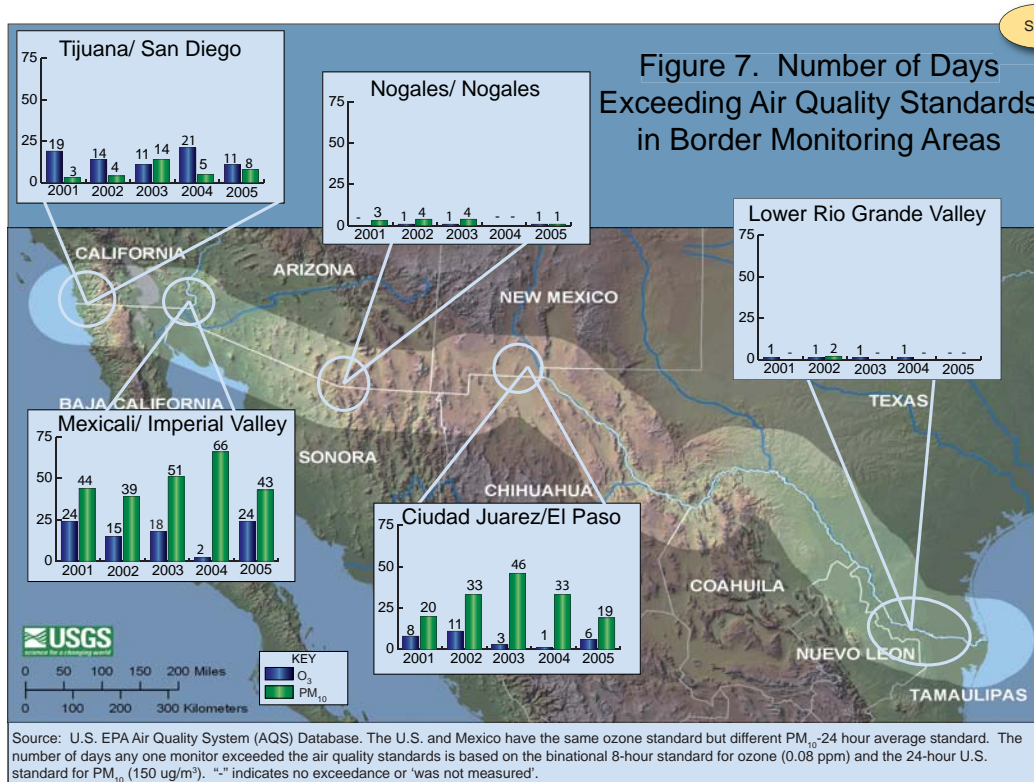 S
Figure 7. Number of Days
Exceeding Air Quality Standards
in Border Monitoring Areas
Tijuana/ San Diego
75
50
25
0
19 3 14 4 11 14 21 5 11 8
2001 2002 2003 2004 2005
Nogales/ Nogales
75
50
25
0
- 3 1 4 1 4 - - 1 1
2001 2002 2003 2004 2005
Lower Rio Grande Valley
75
50
25
0
1 - 1 2 1 - 1 - - -
2001 2002 2003 2004 2005
CALIFORNIA
ARIZONA
NEW MEXICO
TEXAS
BAJA CALIFORNIA
SONORA
CHIHUAHUA
COAHUILA
NUEVO LEON
TAMAULIPAS
Mexicali/ Imperial Valley
75
50
25
0
24 44 15 39 18 51 2 66 24 43
2001 2002 2003 2004 2005
Ciudad Juarez/El Paso
75
50
25
0
8 20 11 33 3 46 1 33 6 19
2001 2002 2003 2004 2005
USGS
science for a changing world
0 50 100 150 200 Miles
0 100 200 300 Kilometers
KEY
O₃
PM₁₀
Source: U.S. EPA Air Quality System (AQS) Database. The U.S. and Mexico have the same ozone standard but different PM₁₀-24 hour average standard. The
number of days any one monitor exceeded the air quality standards is based on the binational 8-hour standard for ozone (0.08 ppm) and the 24-hour U.S.
standard for PM₁₀ (150 ug/m³). "-" indicates no exceedance or 'was not measured'.